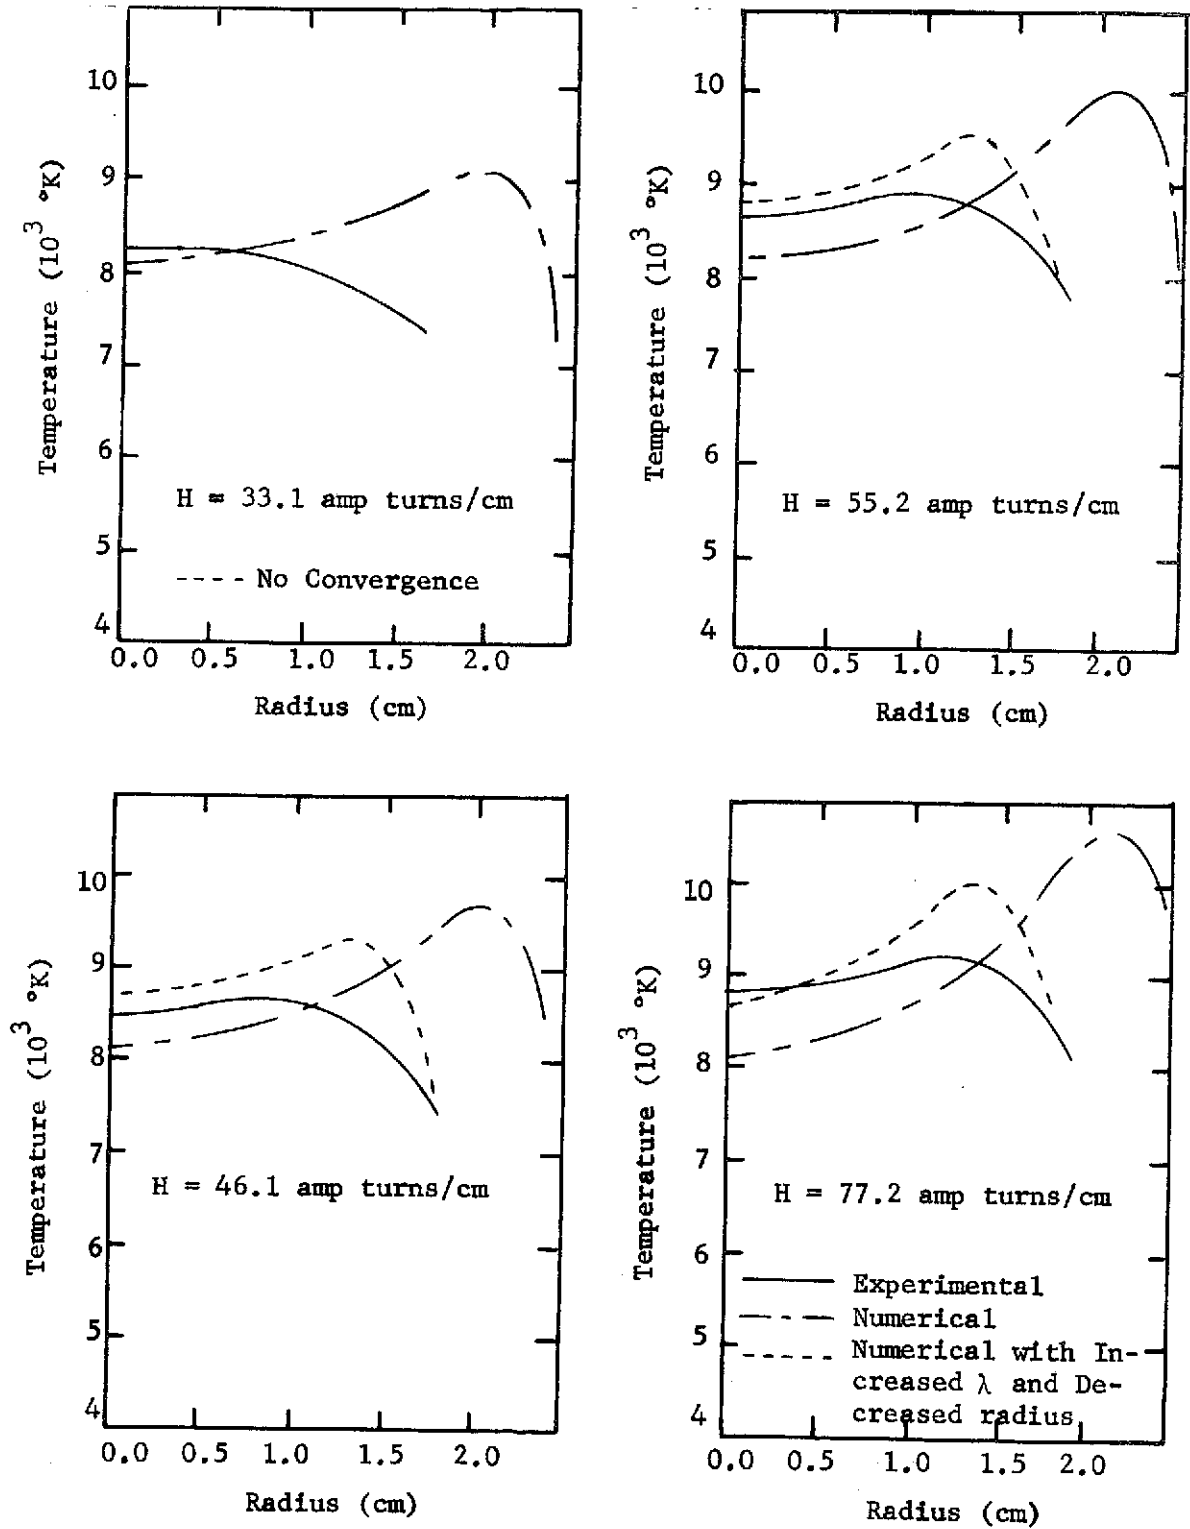 10
9
8
7
6
5
4
Temperature (10³ °K)
H = 33.1 amp turns/cm
---- No Convergence
0.0 0.5 1.0 1.5 2.0
Radius (cm)
10
9
8
7
6
5
4
Temperature (10³ °K)
H = 55.2 amp turns/cm
0.0 0.5 1.0 1.5 2.0
Radius (cm)
10
9
8
7
6
5
4
Temperature (10³ °K)
H = 46.1 amp turns/cm
0.0 0.5 1.0 1.5 2.0
Radius (cm)
10
9
8
7
6
5
4
Temperature (10³ °K)
H = 77.2 amp turns/cm
Experimental
Numerical
Numerical with In-
creased λ and De-
creased radius
0.0 0.5 1.0 1.5 2.0
Radius (cm)